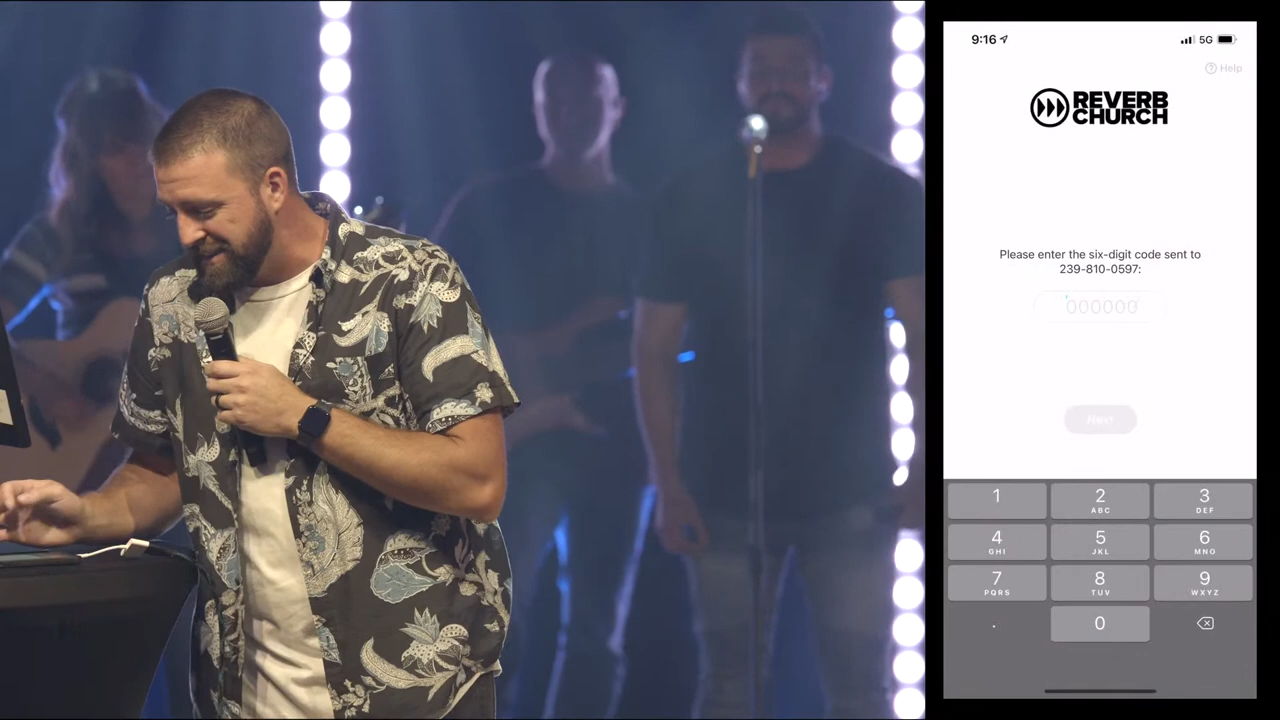 9:16
5G
Help
REVERB
CHURCH
Please enter the six-digit code sent to
239-810-0597:
000000
Next
1
2
ABC
3
DEF
4
GHI
5
JKL
6
MNO
7
PQRS
8
TUV
9
WXYZ
.
0